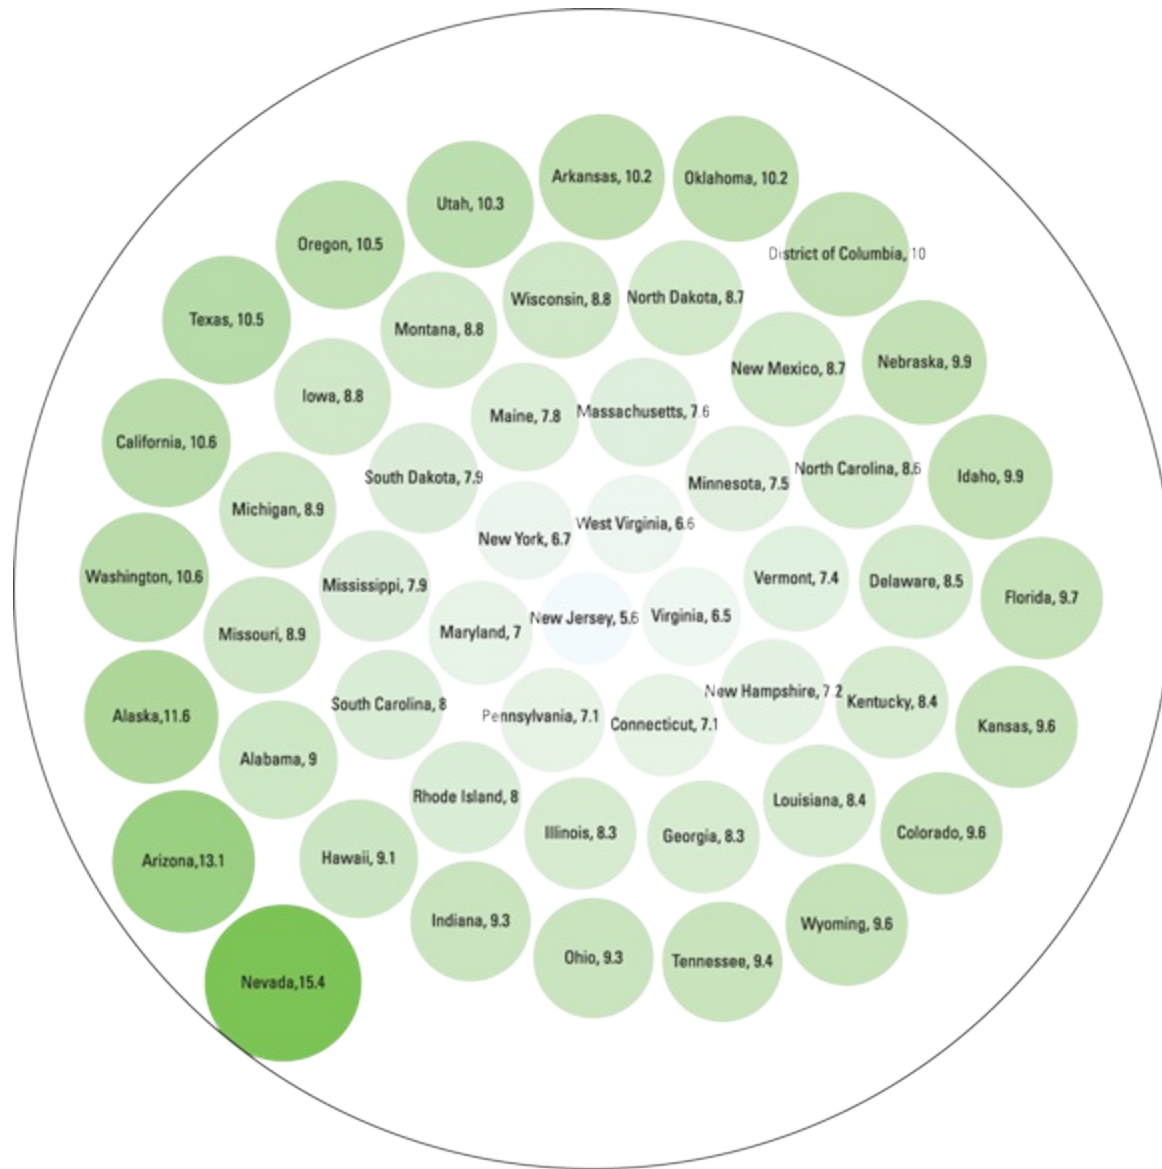 Arkansas, 10.2
Oklahoma, 10.2
Utah, 10.3
Oregon, 10.5
District of Columbia, 10
Wisconsin, 8.8
North Dakota, 8.7
Texas, 10.5
Montana, 8.8
New Mexico, 8.7
Nebraska, 9.9
Iowa, 8.8
Maine, 7.8
Massachusetts, 7.6
California, 10.6
South Dakota, 7.9
Minnesota, 7.5
North Carolina, 8.6
Idaho, 9.9
Michigan, 8.9
New York, 6.7
West Virginia, 6.6
Washington, 10.6
Mississippi, 7.9
Vermont, 7.4
Delaware, 8.5
Florida, 9.7
Missouri, 8.9
Maryland, 7
New Jersey, 5.6
Virginia, 6.5
Alaska,11.6
South Carolina, 8
Pennsylvania, 7.1
Connecticut, 7.1
New Hampshire, 7.2
Kentucky, 8.4
Kansas, 9.6
Alabama, 9
Rhode Island, 8
Louisiana, 8.4
Illinois, 8.3
Georgia, 8.3
Colorado, 9.6
Arizona,13.1
Hawaii, 9.1
Indiana, 9.3
Wyoming, 9.6
Ohio, 9.3
Tennessee, 9.4
Nevada,15.4